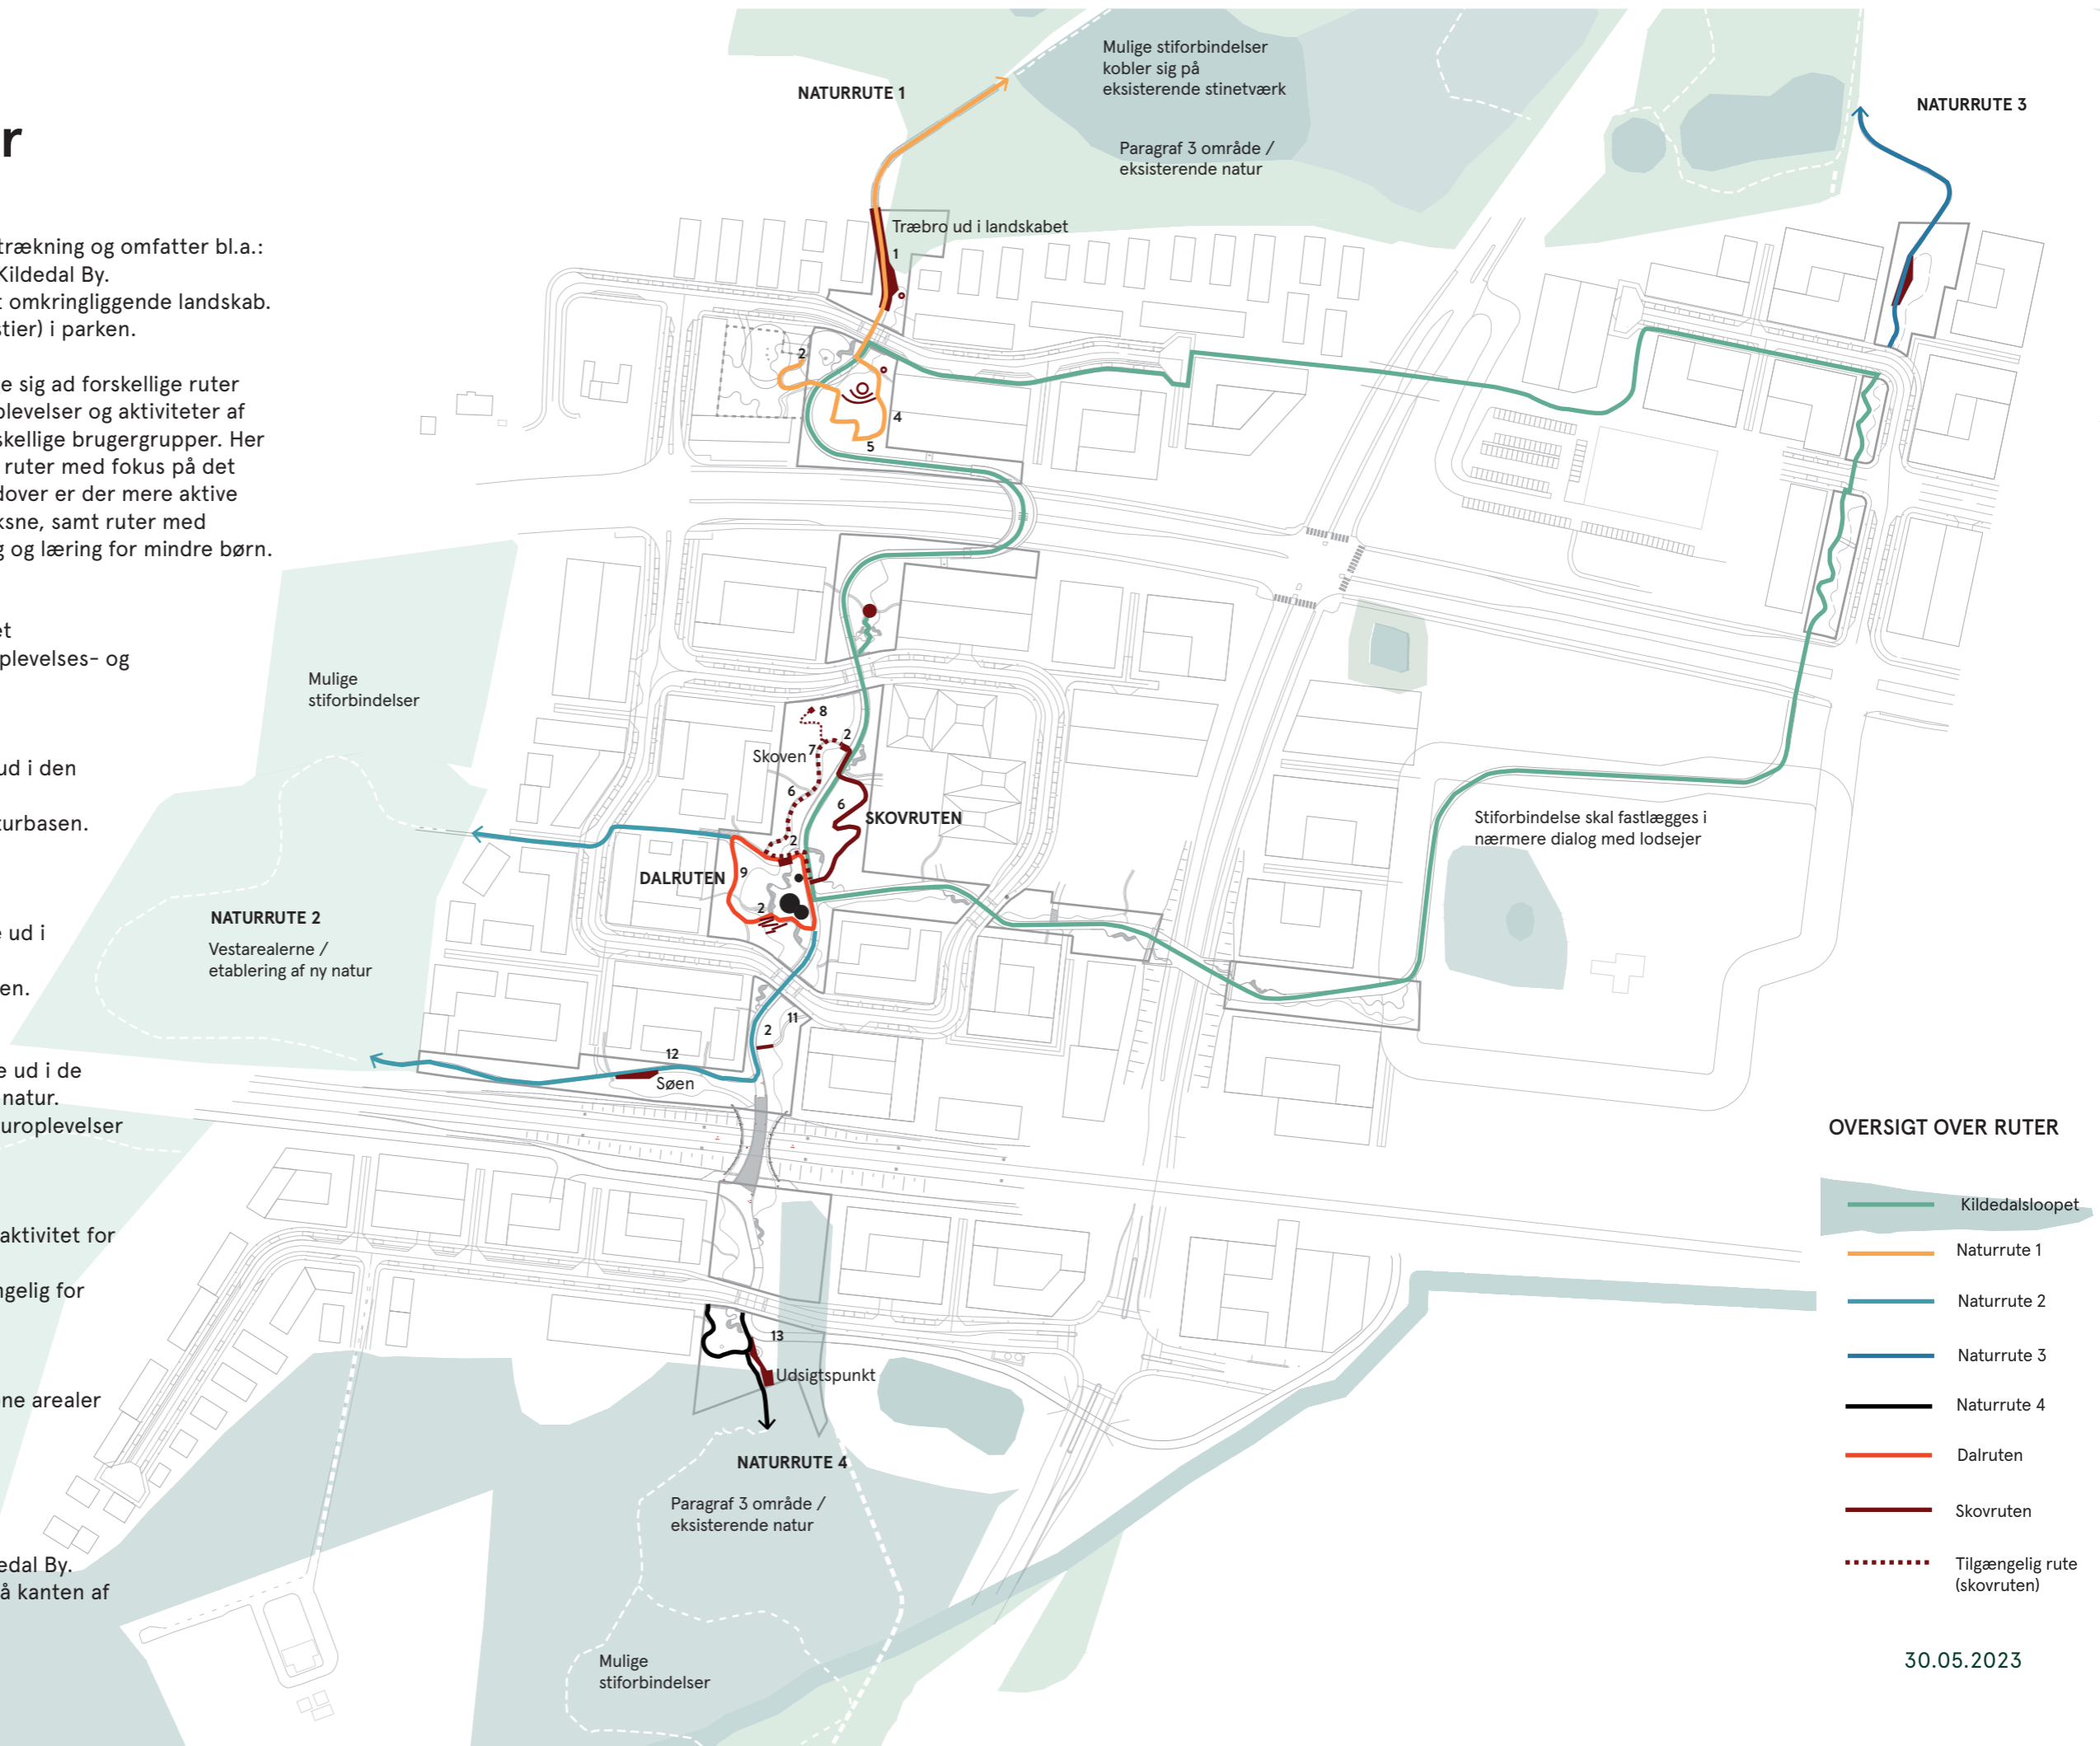 r
trækning og omfatter bl.a.:
Kildedal By.
t omkringliggende landskab.
stier) i parken.
e sig ad forskellige ruter
plevelser og aktiviteter af
skellige brugergrupper. Her
ruter med fokus på det
dover er der mere aktive
ksne, samt ruter med
g og læring for mindre børn.
et
plevelses- og
ud i den
turbasen.
e ud i
en.
e ud i de
natur.
uroplevelser
aktivitet for
ngelig for
ne arealer
edal By.
å kanten af
NATURRUTE 1
Mulige stiforbindelser
kobler sig på
eksisterende stinetværk
Paragraf 3 område /
eksisterende natur
NATURRUTE 3
Træbro ud i landskabet
1
2
4
5
Mulige
stiforbindelser
8
2
Skoven
7
6
6
SKOVRUTEN
2
DALRUTEN
9
2
Stiforbindelse skal fastlægges i
nærmere dialog med lodsejer
NATURRUTE 2
Vestarealerne /
etablering af ny natur
11
2
12
Søen
13
Udsigtspunkt
NATURRUTE 4
Paragraf 3 område /
eksisterende natur
Mulige
stiforbindelser
OVERSIGT OVER RUTER
Kildedalsloopet
Naturrute 1
Naturrute 2
Naturrute 3
Naturrute 4
Dalruten
Skovruten
Tilgængelig rute
(skovruten)
30.05.2023